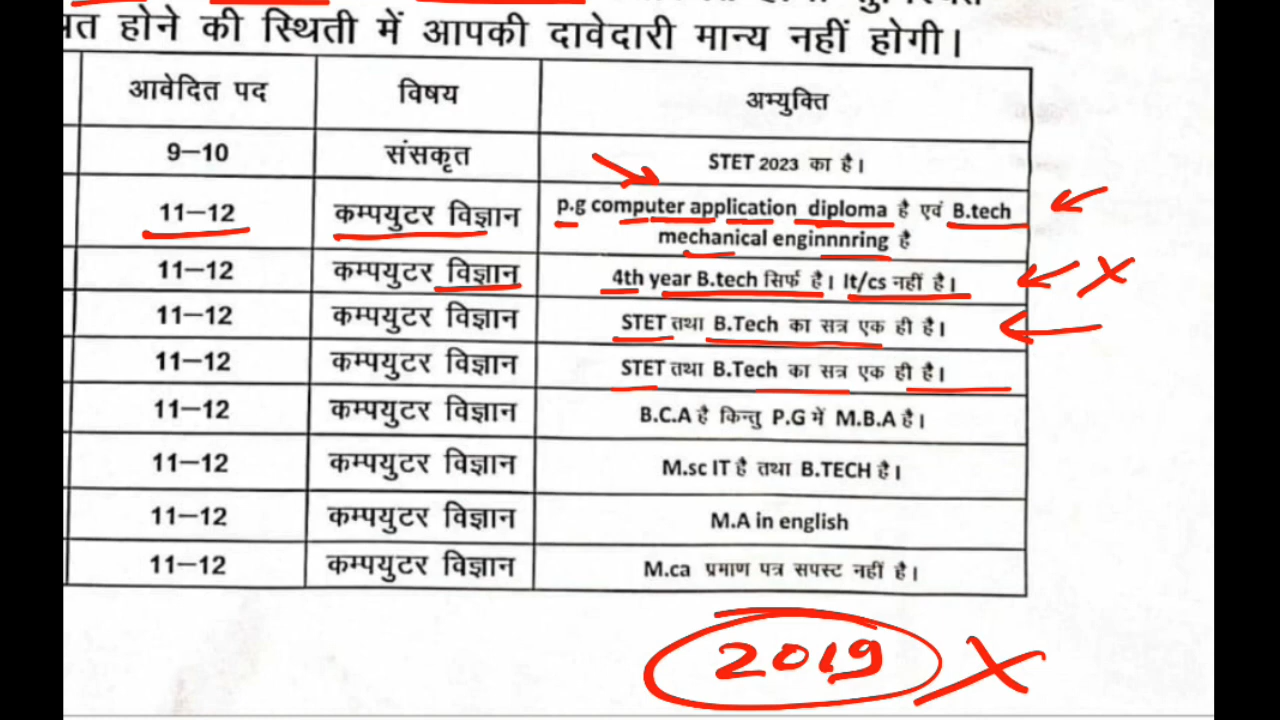 होने की स्थिती में आपकी दावेदारी मान्य नहीं होगी।
आवेदित पद विषय अभ्युक्ति
9–10 संसकृत STET 2023 का है।
11–12 कम्पयुटर विज्ञान p.g computer application diploma है एवं B.tech
mechanical enginnnring है
11–12 कम्पयुटर विज्ञान 4th year B.tech सिर्फ है। It/cs नहीं है।
11–12 कम्पयुटर विज्ञान STET तथा B.Tech का सत्र एक ही है।
11–12 कम्पयुटर विज्ञान STET तथा B.Tech का सत्र एक ही है।
11–12 कम्पयुटर विज्ञान B.C.A है किन्तु P.G में M.B.A है।
11–12 कम्पयुटर विज्ञान M.sc IT है तथा B.TECH है।
11–12 कम्पयुटर विज्ञान M.A in english
11–12 कम्पयुटर विज्ञान M.ca प्रमाण पत्र सपस्ट नहीं है।
2019